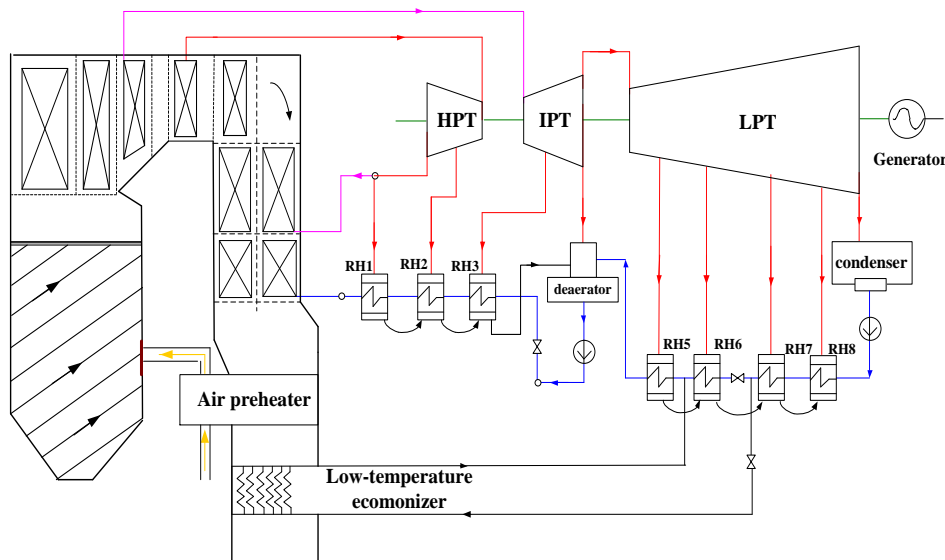 HPT
IPT
LPT
Generator
RH1
RH2
RH3
deaerator
condenser
RH5
RH6
RH7
RH8
Air preheater
Low-temperature
ecomonizer